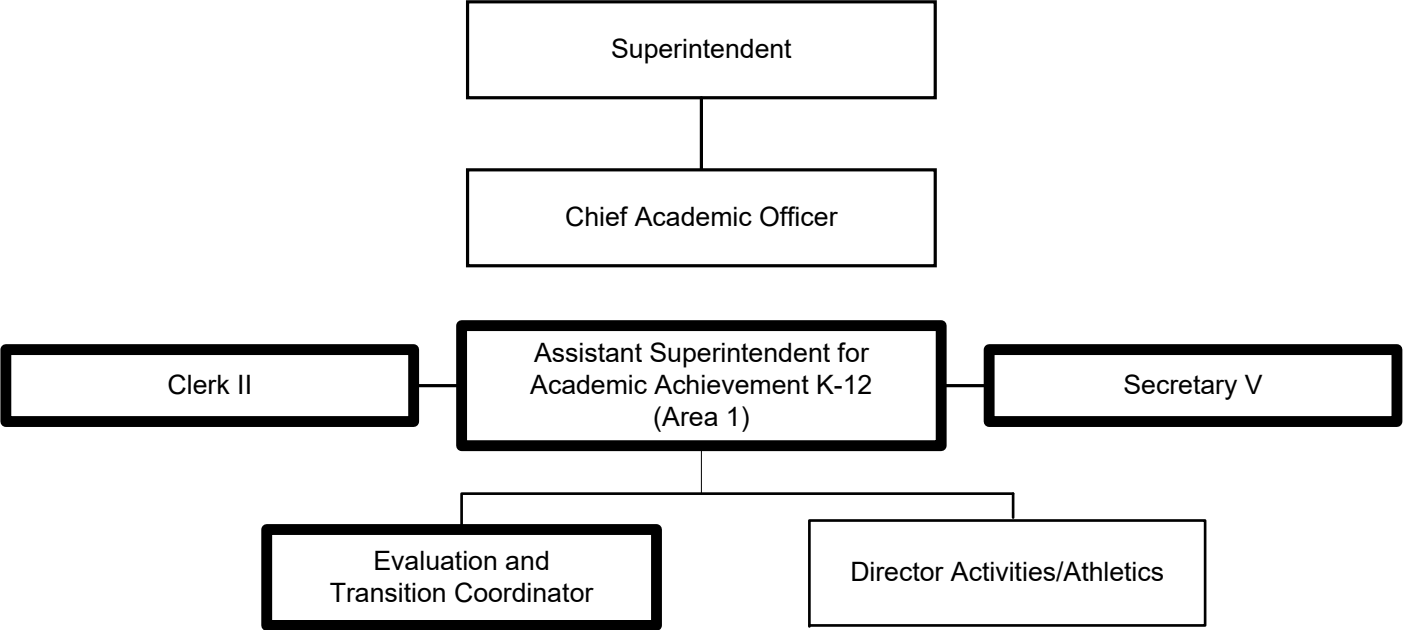 Superintendent
Chief Academic Officer
Clerk II
Assistant Superintendent for
Academic Achievement K-12
(Area 1)
Secretary V
Evaluation and
Transition Coordinator
Director Activities/Athletics